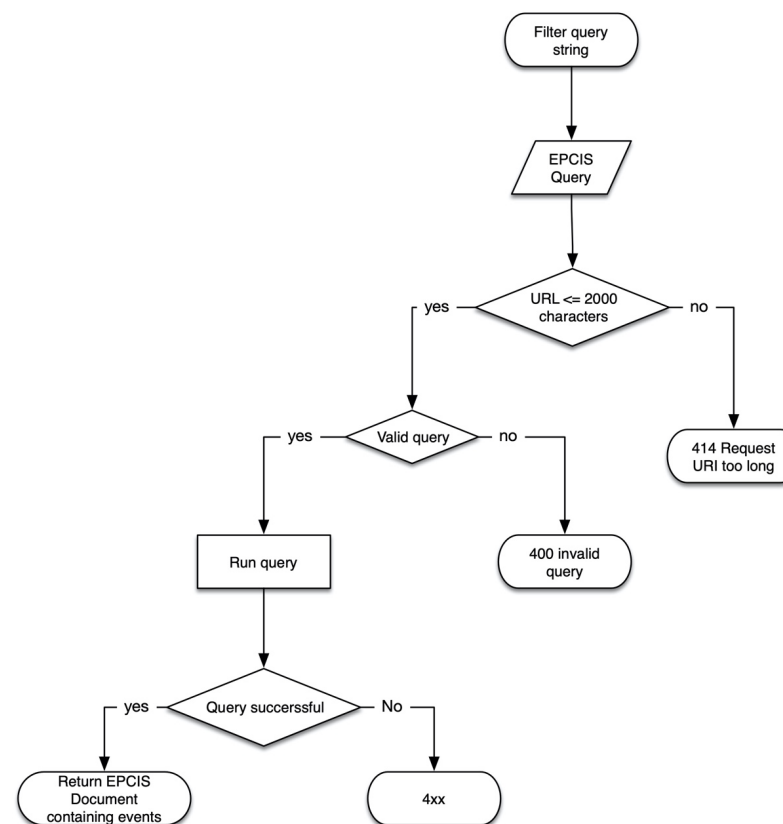 Filter query
string
EPCIS
Query
URL <= 2000
characters
yes
no
Valid query
yes
no
414 Request
URI too long
Run query
400 invalid
query
Query successsful
yes
No
Return EPCIS
Document
containing events
4xx